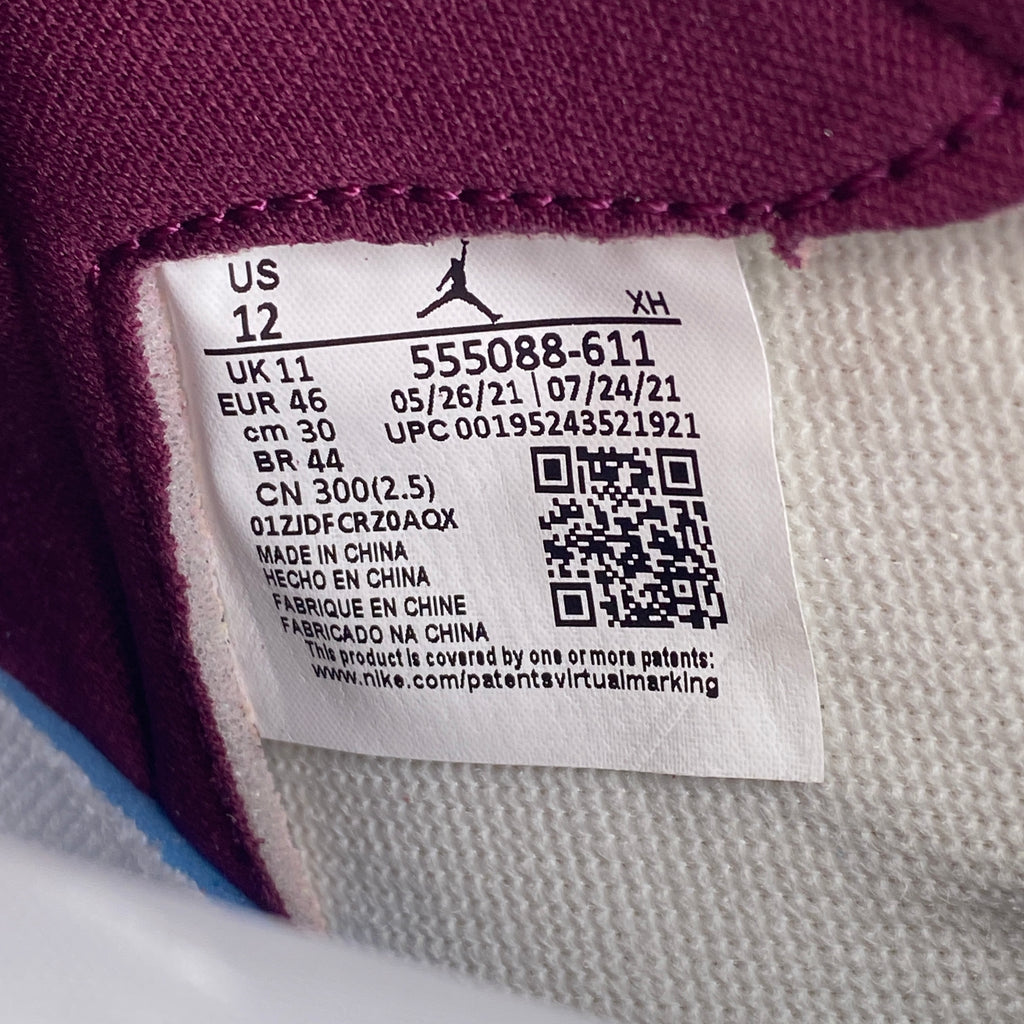 US
12
XH
UK 11
EUR 46
cm 30
BR 44
CN 300(2.5)
555088-611
05/26/21 | 07/24/21
UPC 00195243521921
01ZJDFCRZ0AQX
MADE IN CHINA
HECHO EN CHINA
FABRIQUE EN CHINE
FABRICADO NA CHINA
This product is covered by one or more patents:
www.nike.com/patentsvirtualmarking